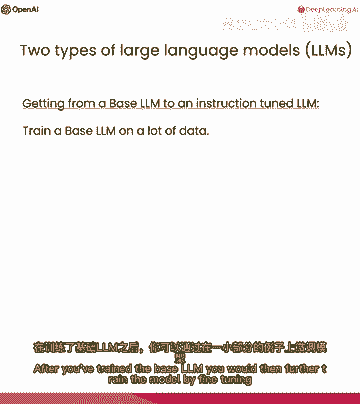 OpenAI
DeepLearning.AI
Two types of large language models (LLMs)
Getting from a Base LLM to an instruction tuned LLM:
Train a Base LLM on a lot of data.
在训练了基础LLM之后，你可以通过在一小部分的例子上微调模
型
After you've trained the base LLM you would then further t
rain the model by fine tuning